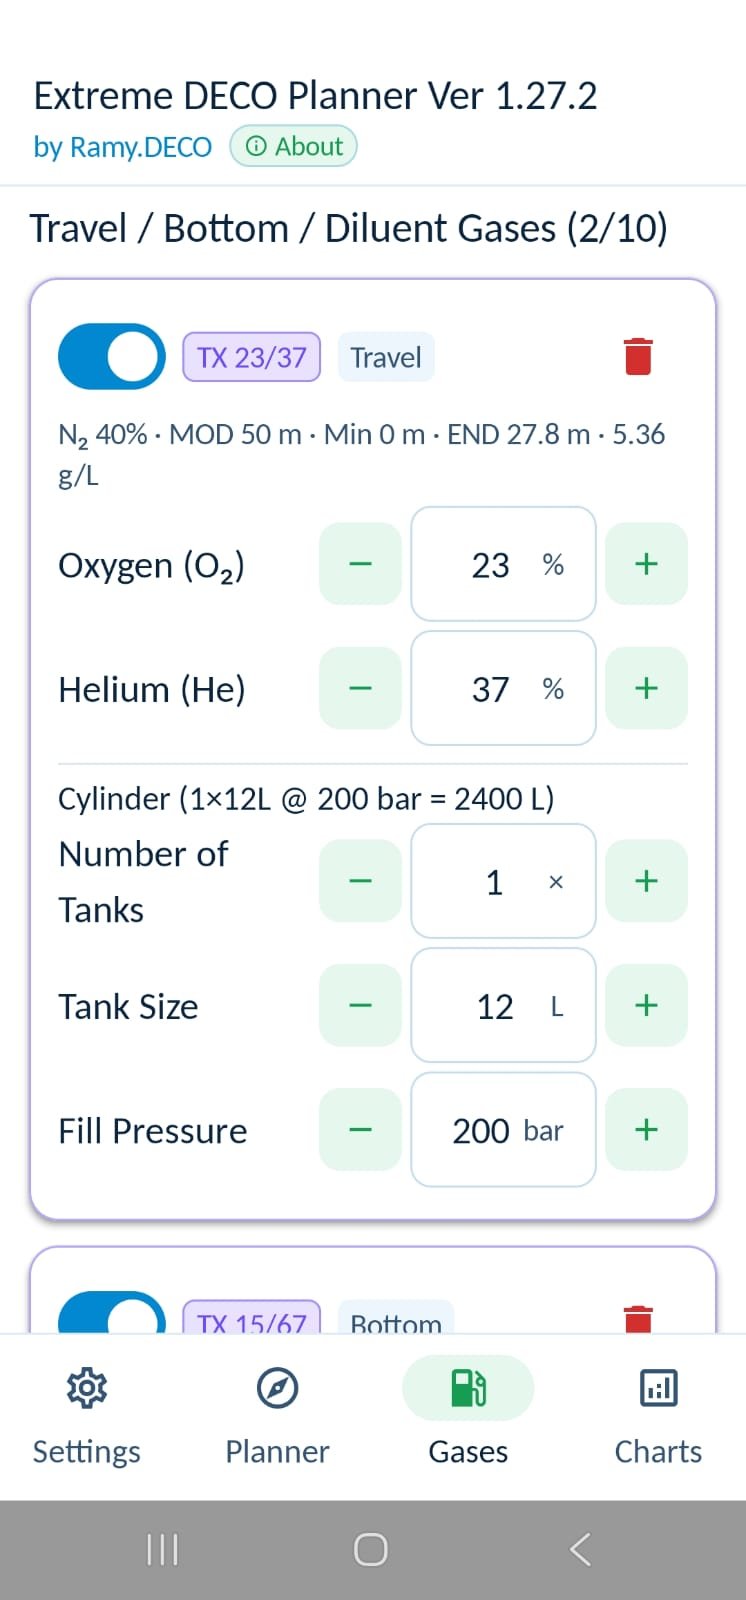 Extreme DECO Planner Ver 1.27.2
by Ramy.DECO
About
Travel / Bottom / Diluent Gases (2/10)
TX 23/37
Travel
N₂ 40% · MOD 50 m · Min 0 m · END 27.8 m · 5.36
g/L
Oxygen (O₂)
− 23 % +
Helium (He)
− 37 % +
Cylinder (1×12L @ 200 bar = 2400 L)
Number of
Tanks
− 1 × +
Tank Size
− 12 L +
Fill Pressure
− 200 bar +
TX 15/67
Bottom
Settings
Planner
Gases
Charts